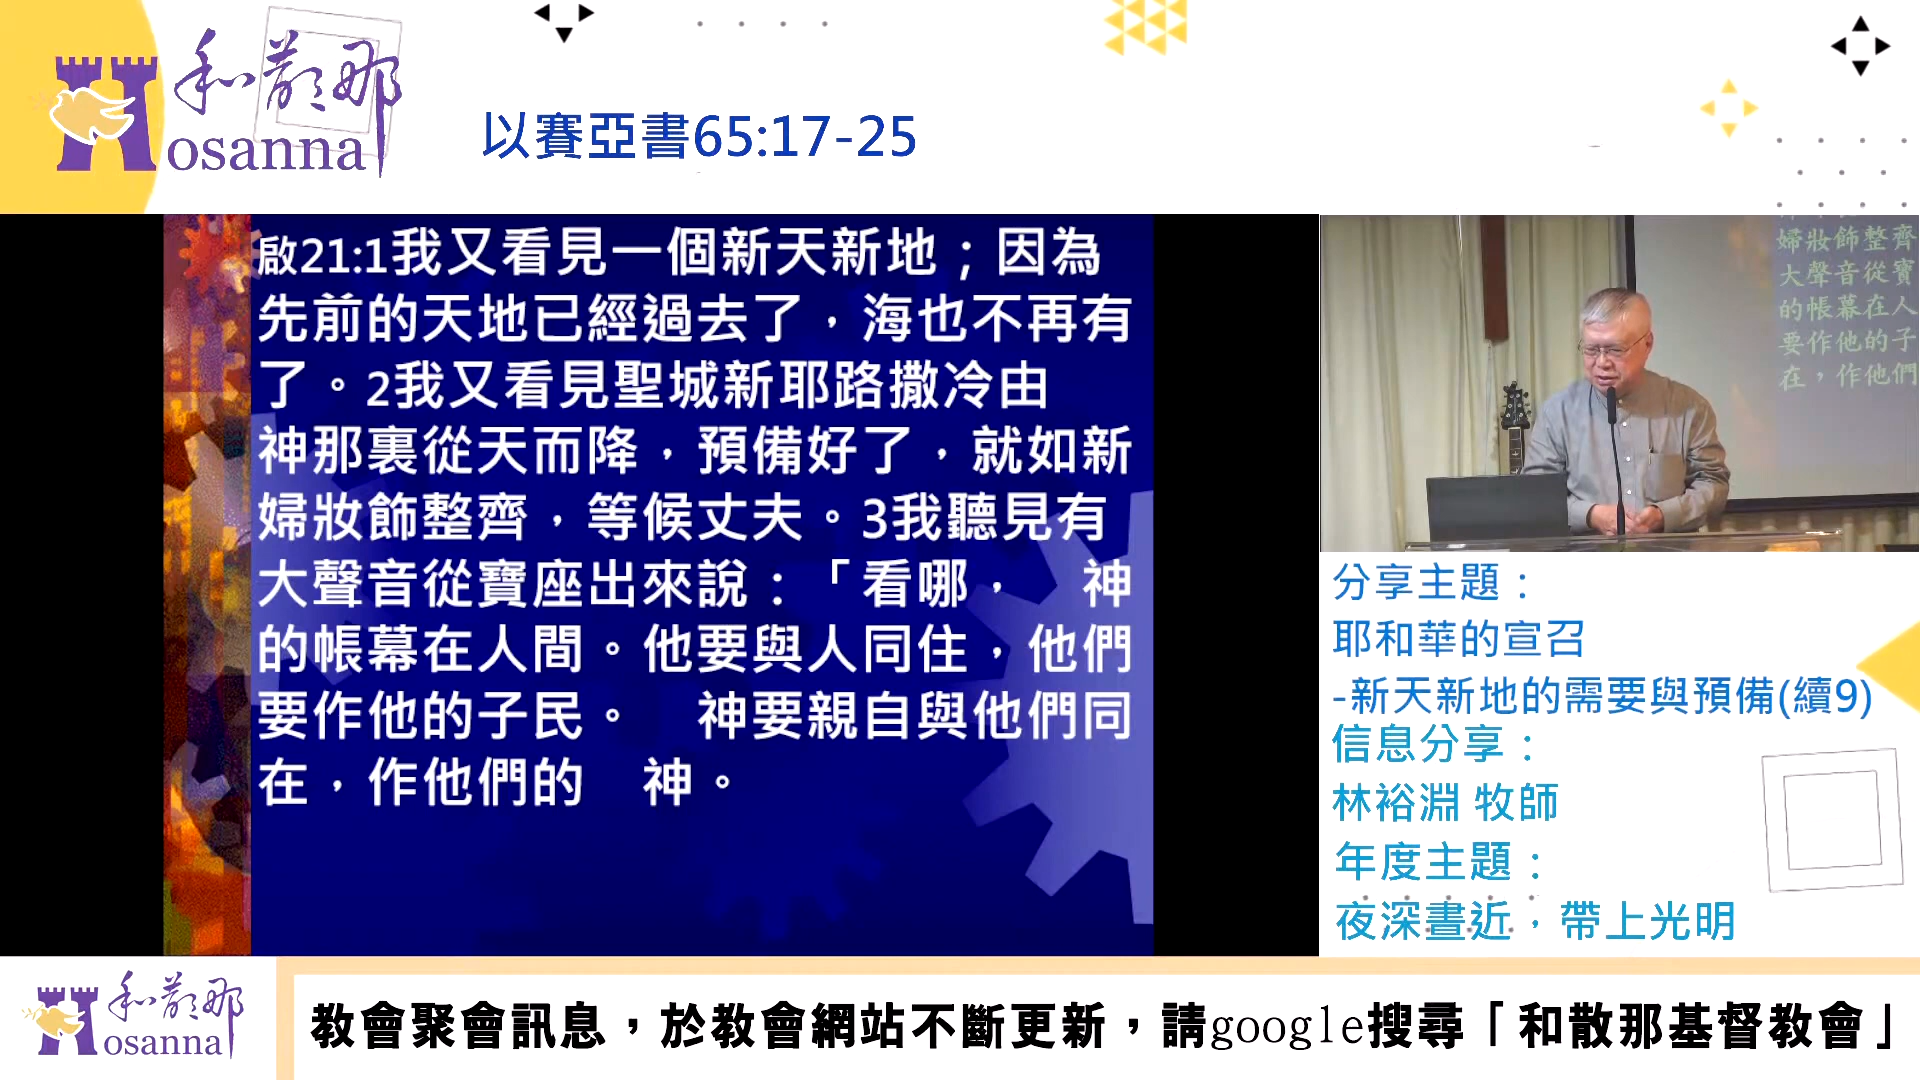 和散那
Hosanna
以賽亞書65:17-25
啟21:1我又看見一個新天新地；因為
先前的天地已經過去了，海也不再有
了。2我又看見聖城新耶路撒冷由
神那裏從天而降，預備好了，就如新
婦妝飾整齊，等候丈夫。3我聽見有
大聲音從寶座出來說：「看哪，　神
的帳幕在人間。他要與人同住，他們
要作他的子民。　神要親自與他們同
在，作他們的　神。
婦妝飾整齊
大聲音從寶
的帳幕在人
要作他的子
在，作他們
分享主題：
耶和華的宣召
-新天新地的需要與預備(續9)
信息分享：
林裕淵 牧師
年度主題：
夜深晝近，帶上光明
和散那
Hosanna
教會聚會訊息，於教會網站不斷更新，請google搜尋「和散那基督教會」